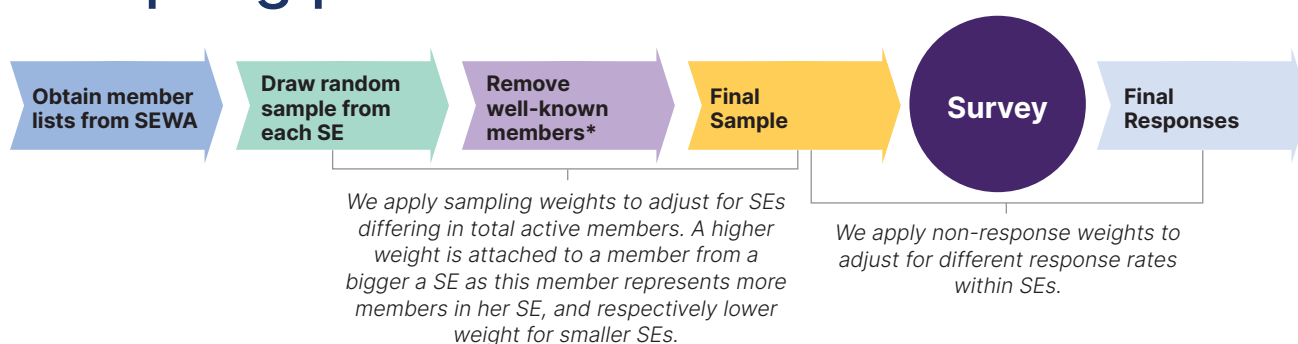 Obtain member
lists from SEWA
Draw random
sample from
each SE
Remove
well-known
members*
Final
Sample
Survey
Final
Responses
We apply sampling weights to adjust for SEs
differing in total active members. A higher
weight is attached to a member from a
bigger a SE as this member represents more
members in her SE, and respectively lower
weight for smaller SEs.
We apply non-response weights to
adjust for different response rates
within SEs.